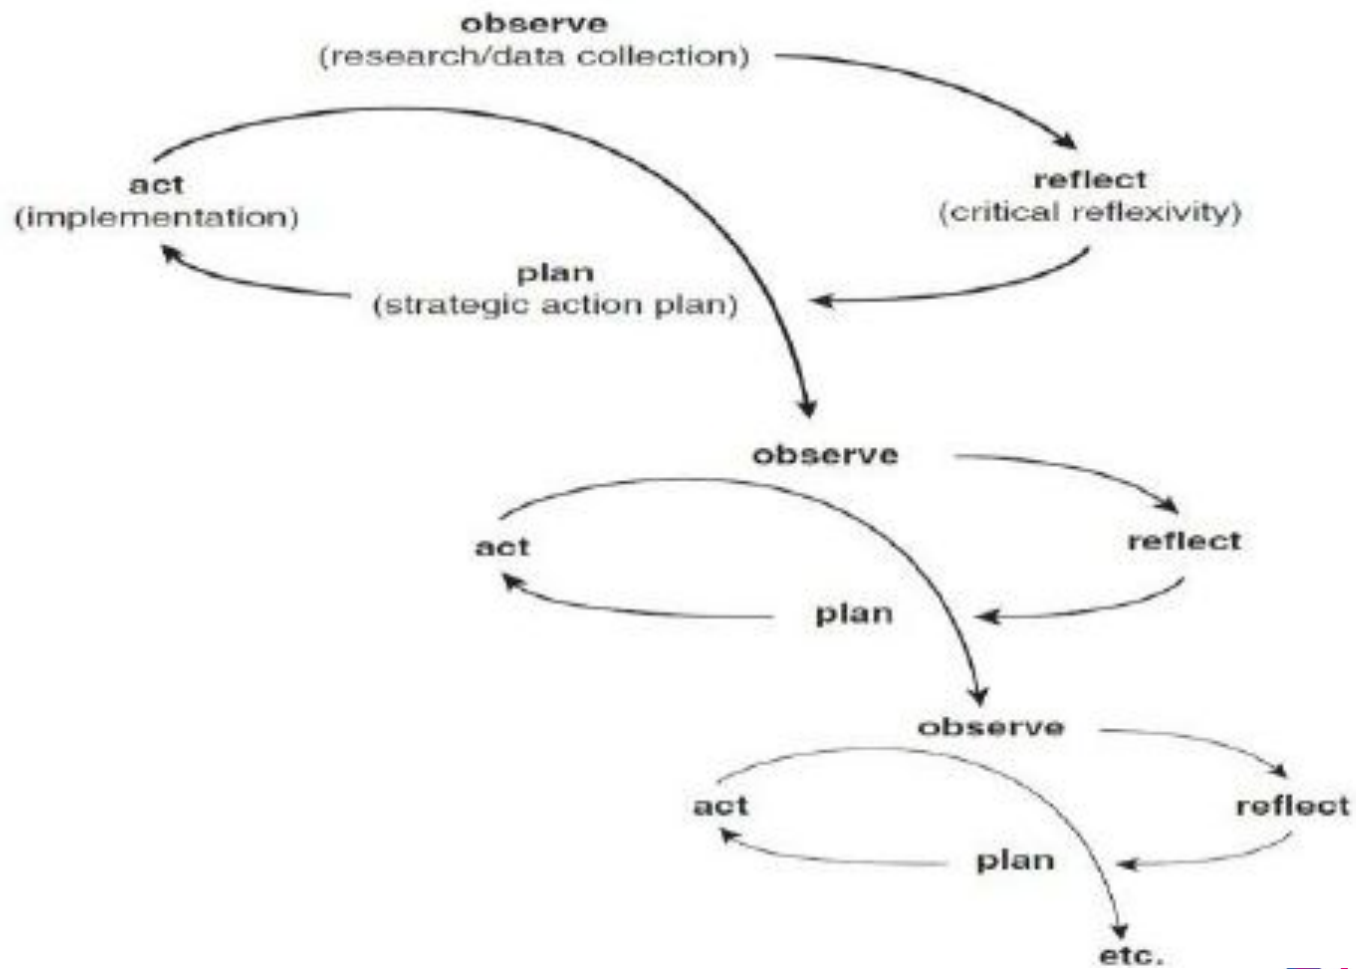 observe
(research/data collection)
reflect
(critical reflexivity)
act
(implementation)
plan
(strategic action plan)
observe
reflect
act
plan
observe
reflect
act
plan
etc.